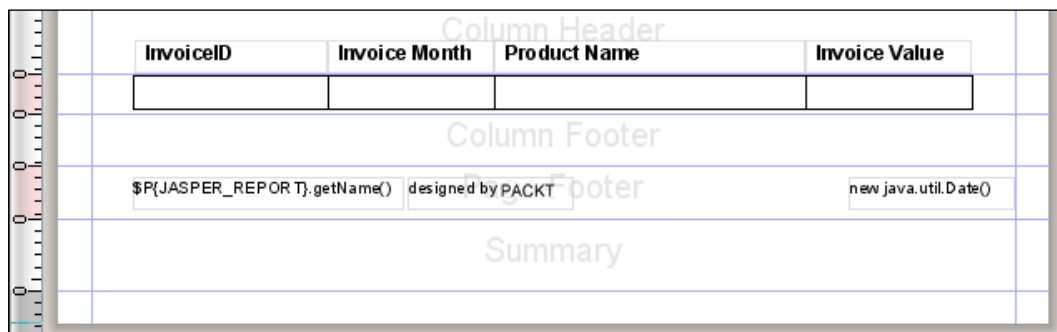 Column Header
InvoiceID Invoice Month Product Name Invoice Value
Column Footer
$P{JASPER_REPORT}.getName() designed by PACKT Page Footer new java.util.Date()
Summary